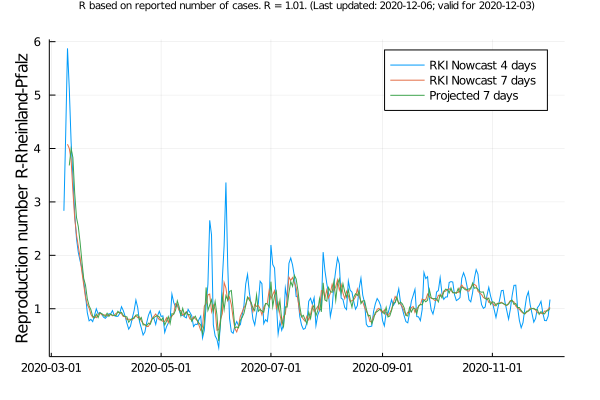 R based on reported number of cases. R = 1.01. (Last updated: 2020-12-06; valid for 2020-12-03)
Reproduction number R-Rheinland-Pfalz
6
5
4
3
2
1
RKI Nowcast 4 days
RKI Nowcast 7 days
Projected 7 days
2020-03-01
2020-05-01
2020-07-01
2020-09-01
2020-11-01